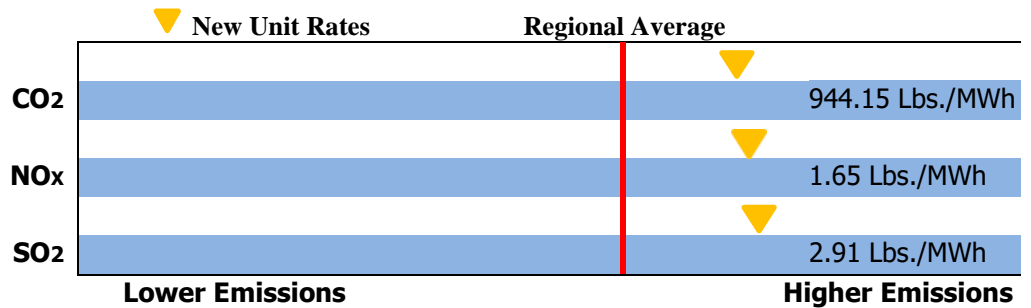 New Unit Rates Regional Average
CO2 944.15 Lbs./MWh
NOx 1.65 Lbs./MWh
SO2 2.91 Lbs./MWh
Lower Emissions Higher Emissions